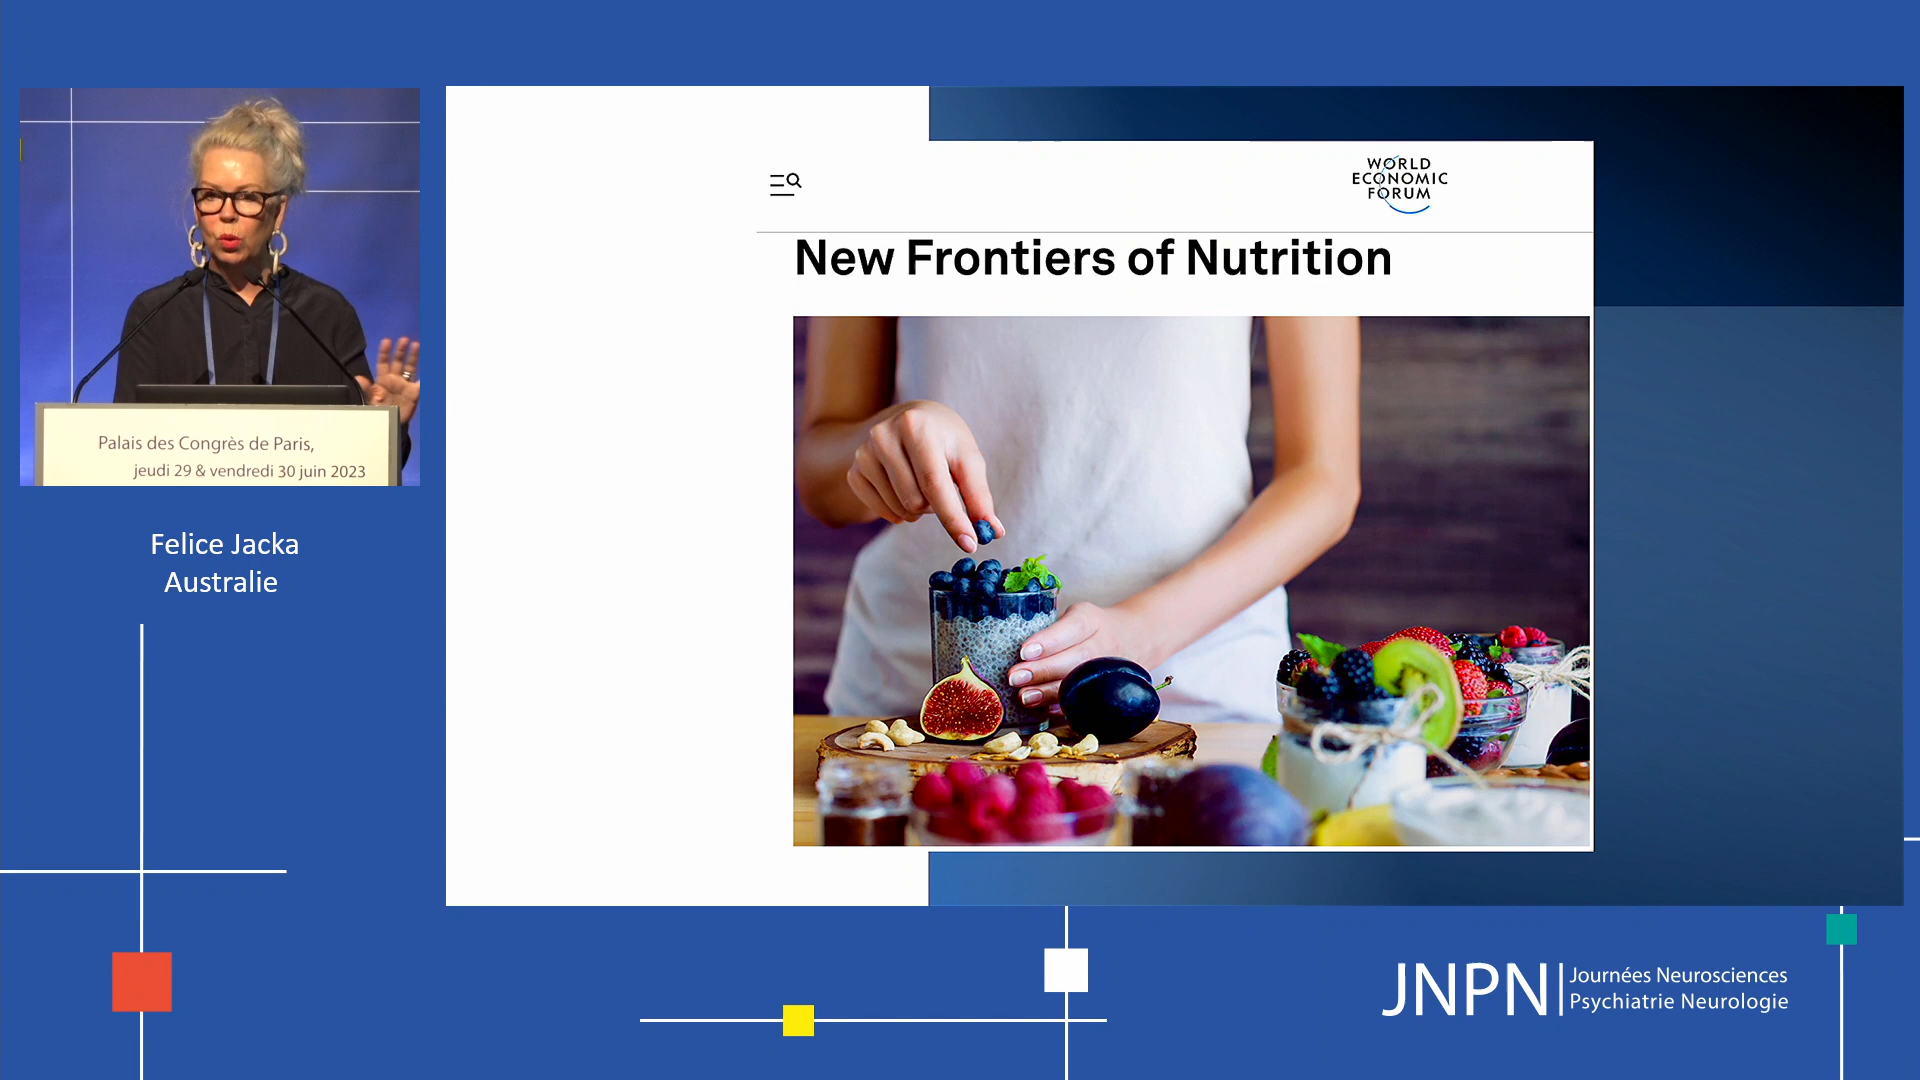 WORLD
ECONOMIC
FORUM
New Frontiers of Nutrition
Palais des Congrès de Paris,
jeudi 29 & vendredi 30 juin 2023
Felice Jacka
Australie
JNPN
Journées Neurosciences
Psychiatrie Neurologie